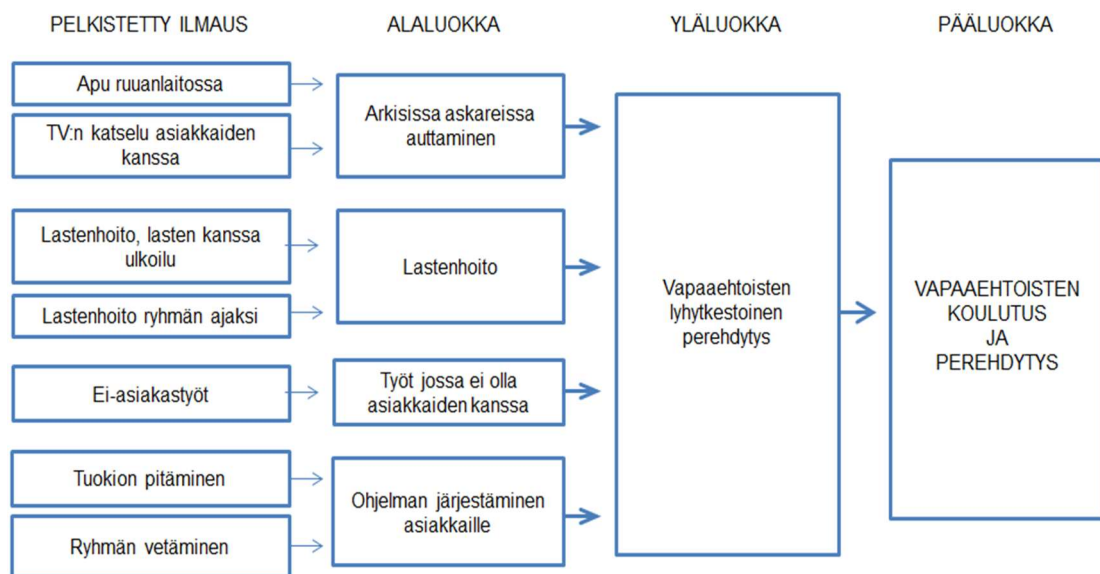 PELKISTETTY ILMAUS
ALALUOKKA
YLÄLUOKKA
PÄÄLUOKKA
Apu ruuanlaitossa
TV:n katselu asiakkaiden
kanssa
Arkisissa askareissa
auttaminen
Lastenhoito, lasten kanssa
ulkoilu
Lastenhoito ryhmän ajaksi
Lastenhoito
Ei-asiakastyöt
Työt jossa ei olla
asiakkaiden kanssa
Tuokion pitäminen
Ryhmän vetäminen
Ohjelman järjestäminen
asiakkaille
Vapaaehtoisten
lyhytkestoinen
perehdytys
VAPAAEHTOISTEN
KOULUTUS
JA
PEREHDYTYS